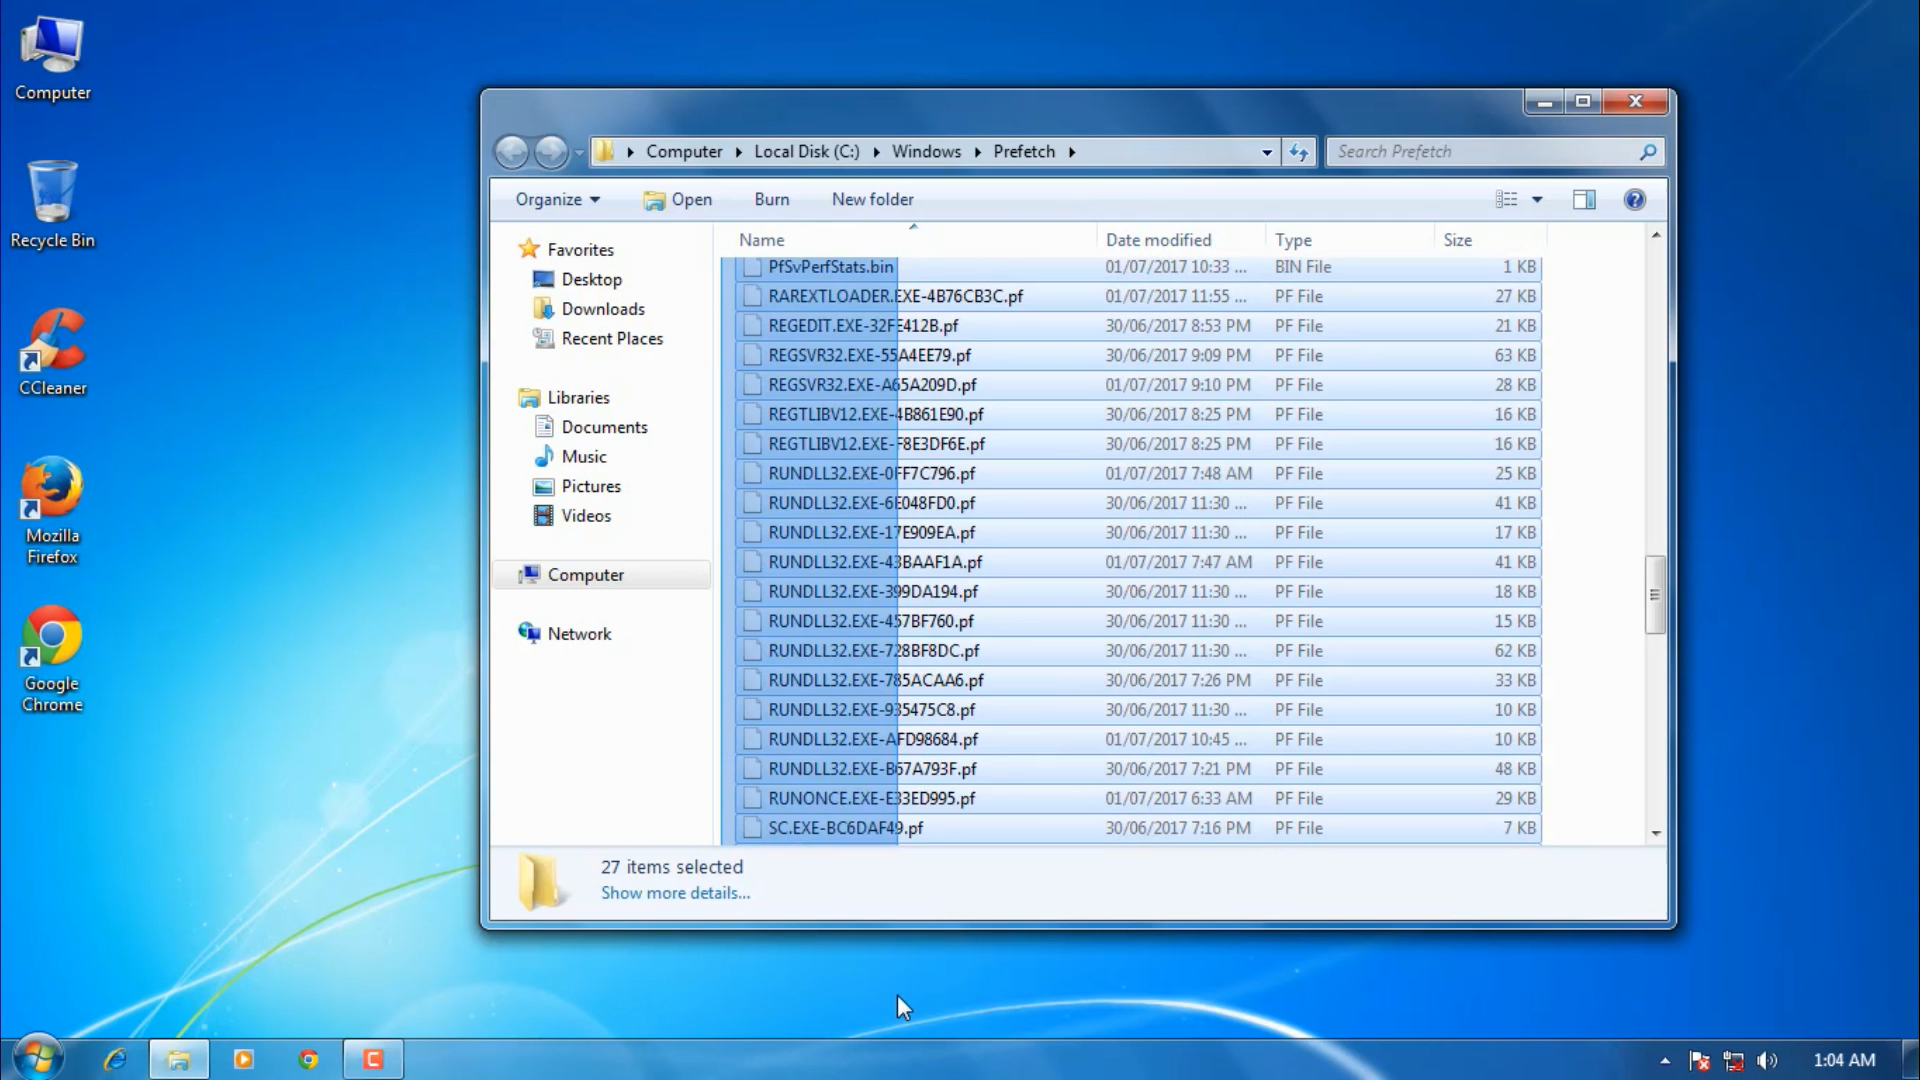 Computer
Recycle Bin
CCleaner
Mozilla
Firefox
Google
Chrome
Computer Local Disk (C:) Windows Prefetch
Search Prefetch
Organize Open Burn New folder
Favorites
Desktop
Downloads
Recent Places
Libraries
Documents
Music
Pictures
Videos
Computer
Network
Name Date modified Type Size
PfSvPerfStats.bin 01/07/2017 10:33 ... BIN File 1 KB
RAREXTLOADER.EXE-4B76CB3C.pf 01/07/2017 11:55 ... PF File 27 KB
REGEDIT.EXE-32FE412B.pf 30/06/2017 8:53 PM PF File 21 KB
REGSVR32.EXE-55A4EE79.pf 30/06/2017 9:09 PM PF File 63 KB
REGSVR32.EXE-A65A209D.pf 01/07/2017 9:10 PM PF File 28 KB
REGTLIBV12.EXE-4B861E90.pf 30/06/2017 8:25 PM PF File 16 KB
REGTLIBV12.EXE-F8E3DF6E.pf 30/06/2017 8:25 PM PF File 16 KB
RUNDLL32.EXE-0FF7C796.pf 01/07/2017 7:48 AM PF File 25 KB
RUNDLL32.EXE-6E048FD0.pf 30/06/2017 11:30 ... PF File 41 KB
RUNDLL32.EXE-17E909EA.pf 30/06/2017 11:30 ... PF File 17 KB
RUNDLL32.EXE-43BAAF1A.pf 01/07/2017 7:47 AM PF File 41 KB
RUNDLL32.EXE-399DA194.pf 30/06/2017 11:30 ... PF File 18 KB
RUNDLL32.EXE-457BF760.pf 30/06/2017 11:30 ... PF File 15 KB
RUNDLL32.EXE-728BF8DC.pf 30/06/2017 11:30 ... PF File 62 KB
RUNDLL32.EXE-785ACAA6.pf 30/06/2017 7:26 PM PF File 33 KB
RUNDLL32.EXE-935475C8.pf 30/06/2017 11:30 ... PF File 10 KB
RUNDLL32.EXE-AFD98684.pf 01/07/2017 10:45 ... PF File 10 KB
RUNDLL32.EXE-B67A793F.pf 30/06/2017 7:21 PM PF File 48 KB
RUNONCE.EXE-E33ED995.pf 01/07/2017 6:33 AM PF File 29 KB
SC.EXE-BC6DAF49.pf 30/06/2017 7:16 PM PF File 7 KB
27 items selected
Show more details...
1:04 AM